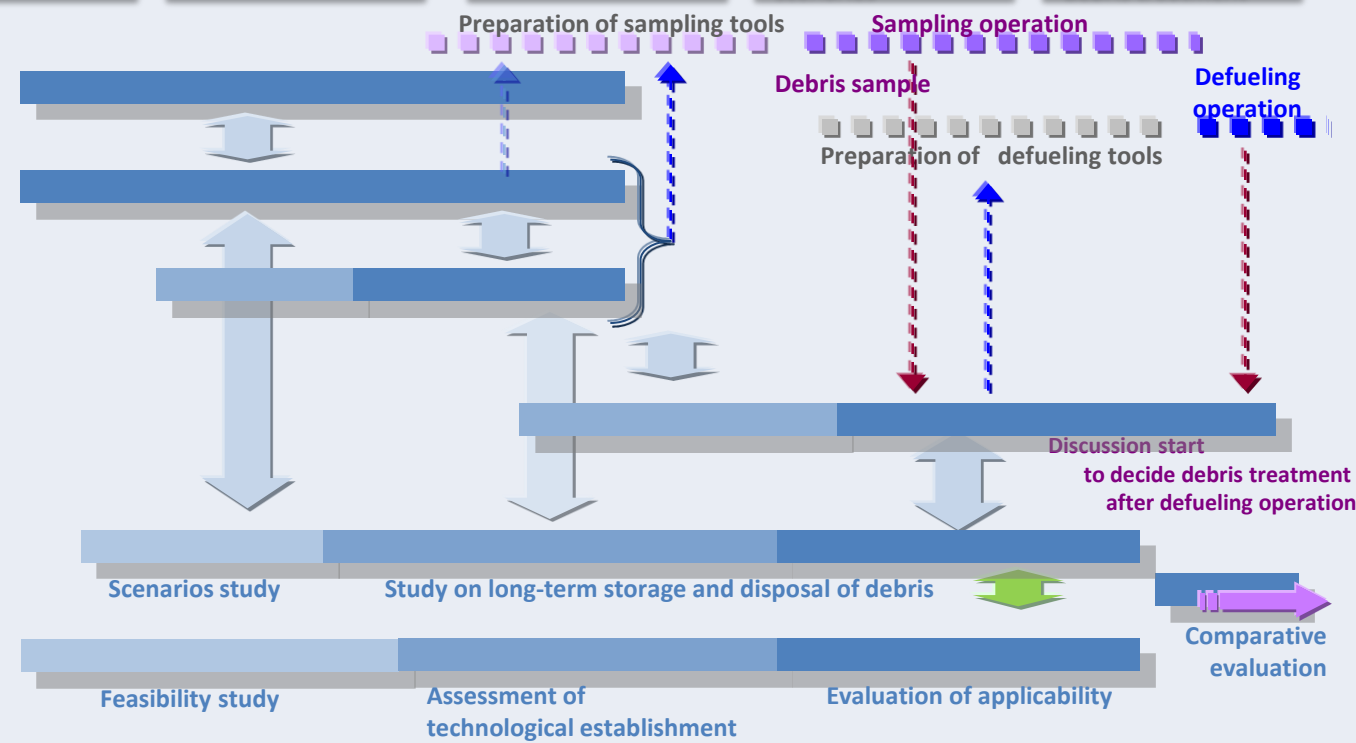 Preparation of sampling tools
Sampling operation
Debris sample
Defueling
operation
Preparation of defueling tools
Discussion start
to decide debris treatment
after defueling operation
Scenarios study
Study on long-term storage and disposal of debris
Comparative
evaluation
Feasibility study
Assessment of
technological establishment
Evaluation of applicability